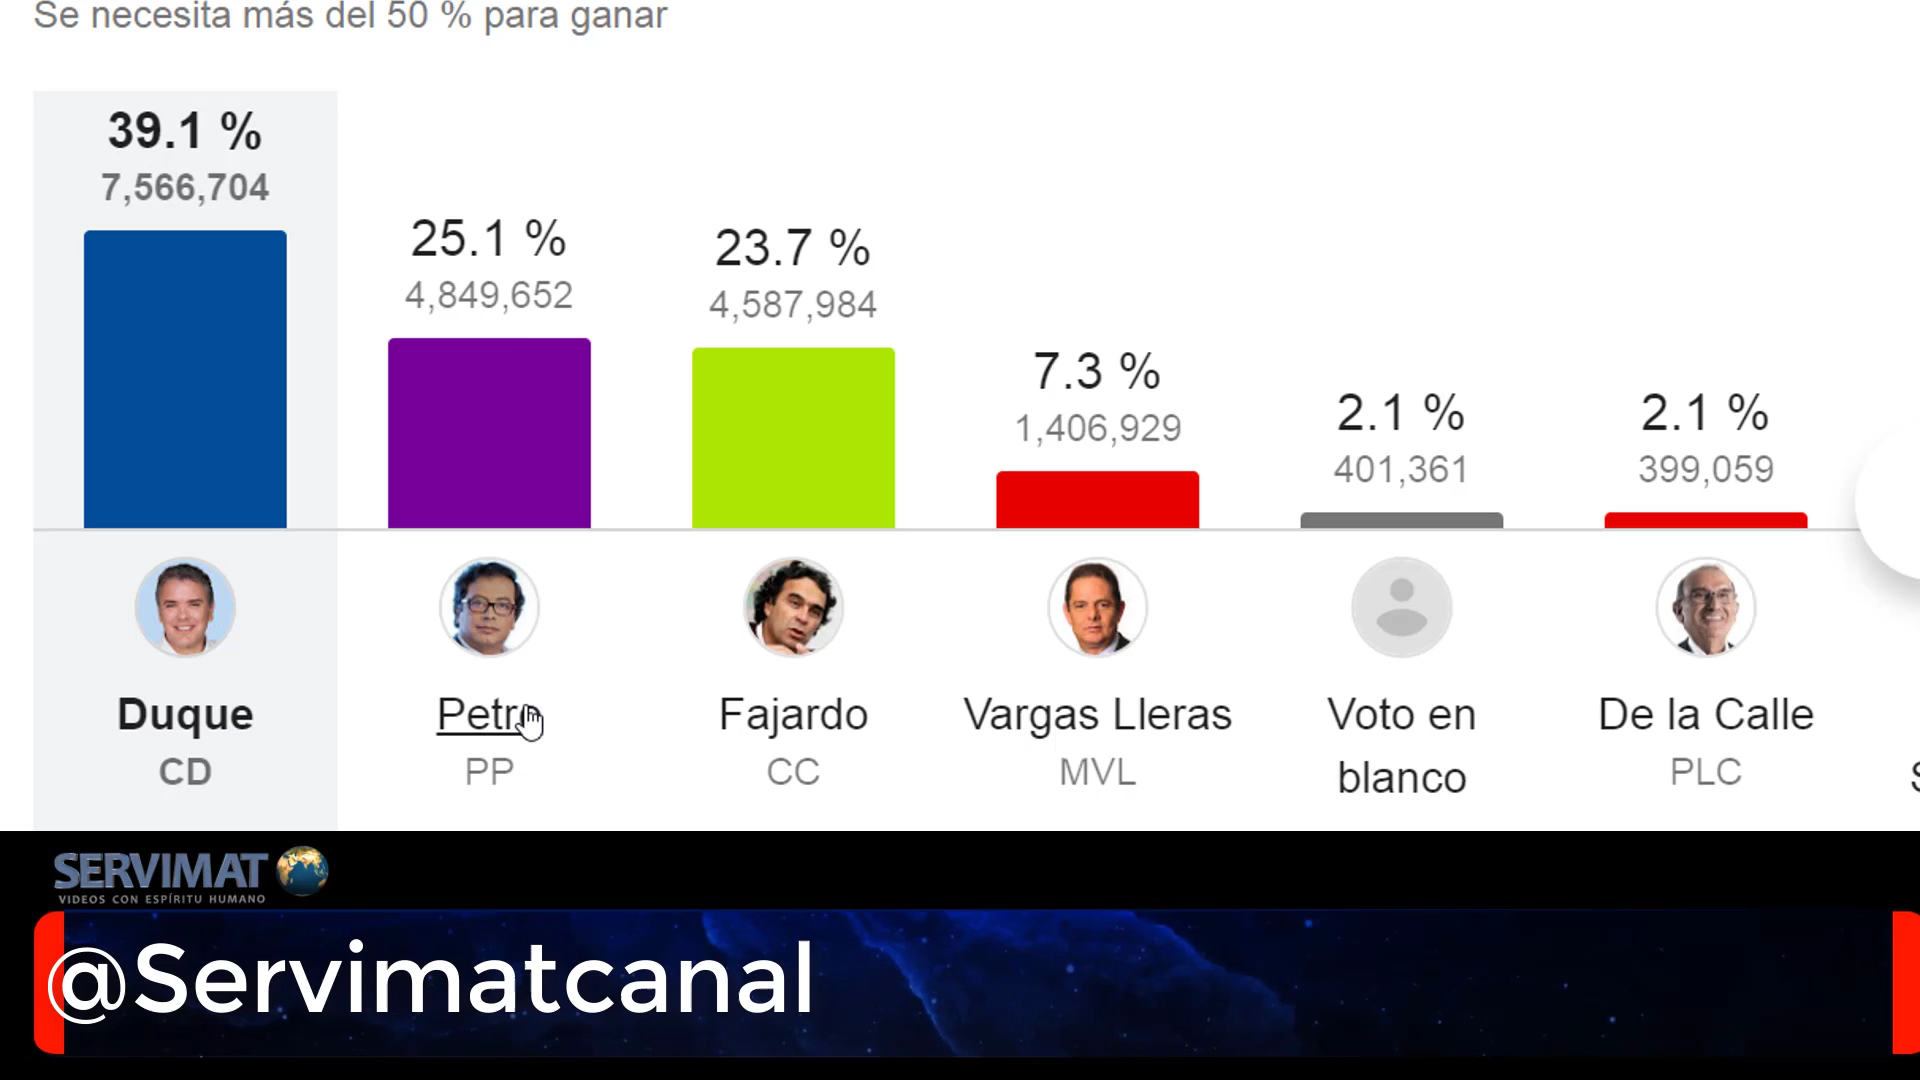 Se necesita más del 50 % para ganar
39.1 %
7,566,704
25.1 %
4,849,652
23.7 %
4,587,984
7.3 %
1,406,929
2.1 %
401,361
2.1 %
399,059
Duque
CD
Petro
PP
Fajardo
CC
Vargas Lleras
MVL
Voto en
blanco
De la Calle
PLC
SERVIMAT
VIDEOS CON ESPÍRITU HUMANO
@Servimatcanal